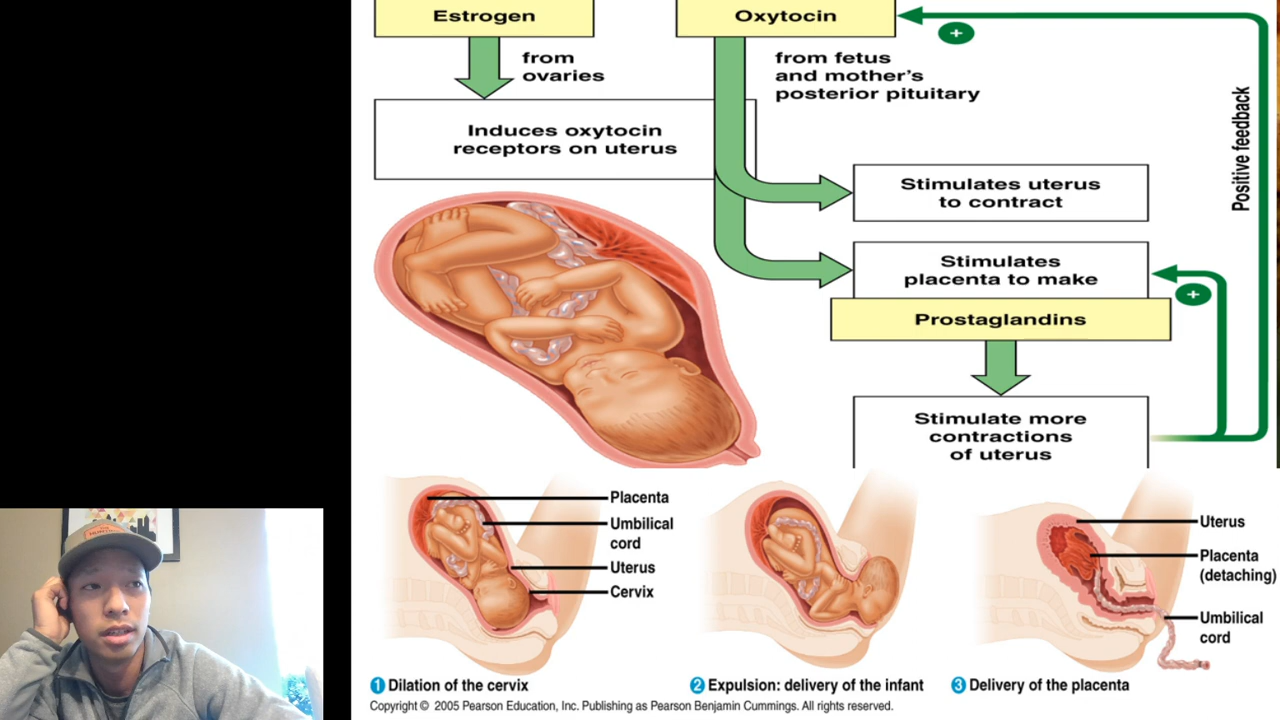 Estrogen
Oxytocin
+
from
ovaries
from fetus
and mother's
posterior pituitary
Induces oxytocin
receptors on uterus
Positive feedback
Stimulates uterus
to contract
Stimulates
placenta to make
+
Prostaglandins
Stimulate more
contractions
of uterus
Placenta
Umbilical
cord
Uterus
Cervix
Uterus
Placenta
(detaching)
Umbilical
cord
1 Dilation of the cervix
2 Expulsion: delivery of the infant
3 Delivery of the placenta
Copyright © 2005 Pearson Education, Inc. Publishing as Pearson Benjamin Cummings. All rights reserved.